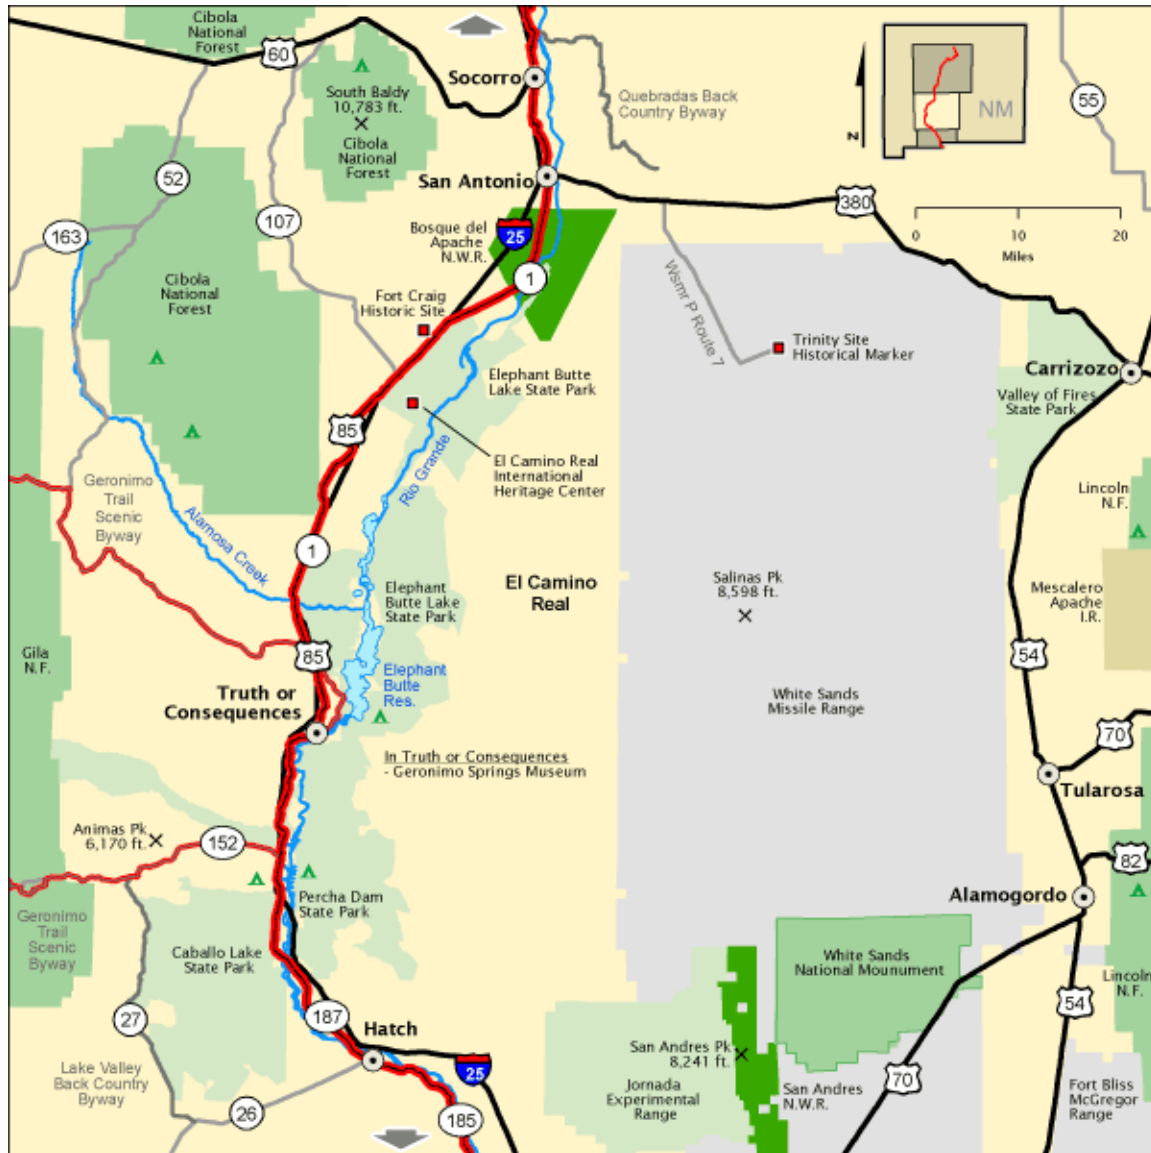 Cibola
National
Forest
60
Socorro
South Baldy
10,783 ft.
Cibola
National
Forest
Quebradas Back
Country Byway
N
NM
55
52
San Antonio
380
107
163
Bosque del
Apache
N.W.R.
25
0
10
20
Miles
1
Cibola
National
Forest
Fort Craig
Historic Site
Wsmr P Route 7
Trinity Site
Historical Marker
Elephant Butte
Lake State Park
Carrizozo
Valley of Fires
State Park
85
Rio Grande
El Camino Real
International
Heritage Center
Geronimo
Trail
Scenic
Byway
Alamosa Creek
Lincoln
N.F.
1
El Camino
Real
Elephant
Butte Lake
State Park
Salinas Pk
8,598 ft.
Mescalero
Apache
I.R.
Gila
N.F.
85
54
Elephant
Butte
Res.
Truth or
Consequences
White Sands
Missile Range
70
In Truth or Consequences
- Geronimo Springs Museum
Tularosa
Animas Pk
6,170 ft.
152
82
Percha Dam
State Park
Alamogordo
Geronimo
Trail
Scenic
Byway
Caballo Lake
State Park
White Sands
National Mounument
Lincoln
N.F.
54
27
187
Hatch
San Andres Pk
8,241 ft.
Lake Valley
Back Country
Byway
25
70
Jornada
Experimental
Range
San Andres
N.W.R.
Fort Bliss
McGregor
Range
26
185